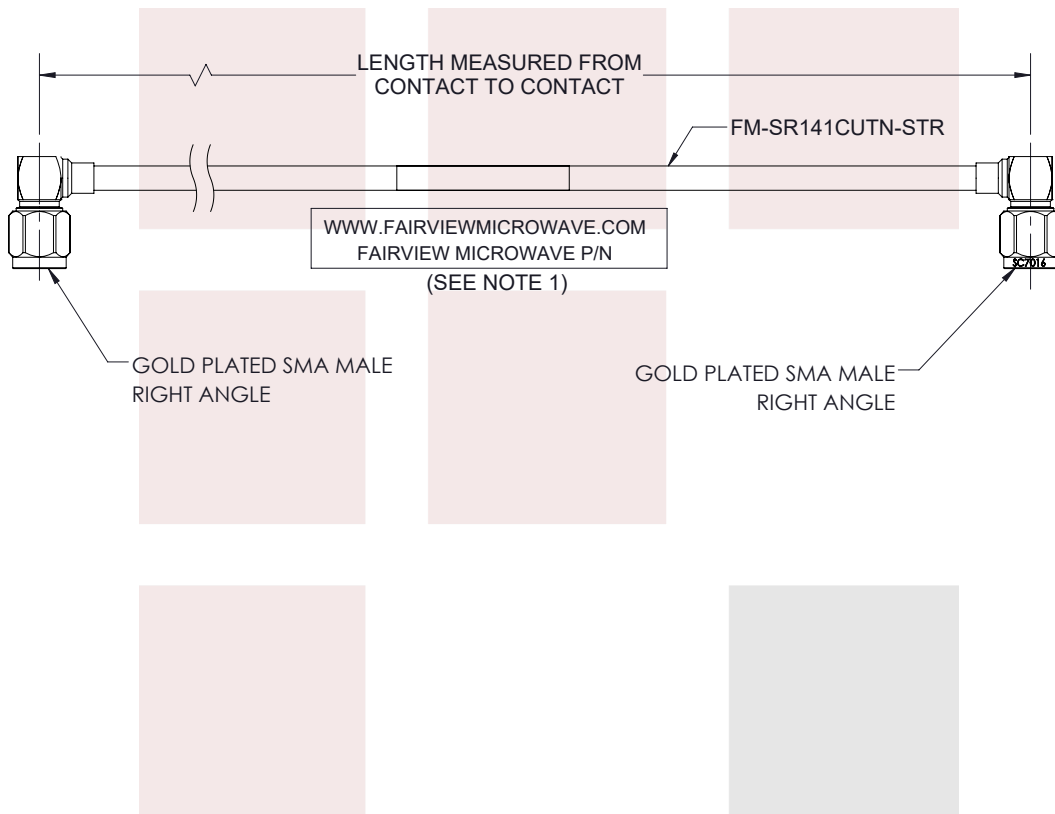 LENGTH MEASURED FROM
CONTACT TO CONTACT
FM-SR141CUTN-STR
WWW.FAIRVIEWMICROWAVE.COM
FAIRVIEW MICROWAVE P/N
(SEE NOTE 1)
SC7016
GOLD PLATED SMA MALE
RIGHT ANGLE
GOLD PLATED SMA MALE
RIGHT ANGLE